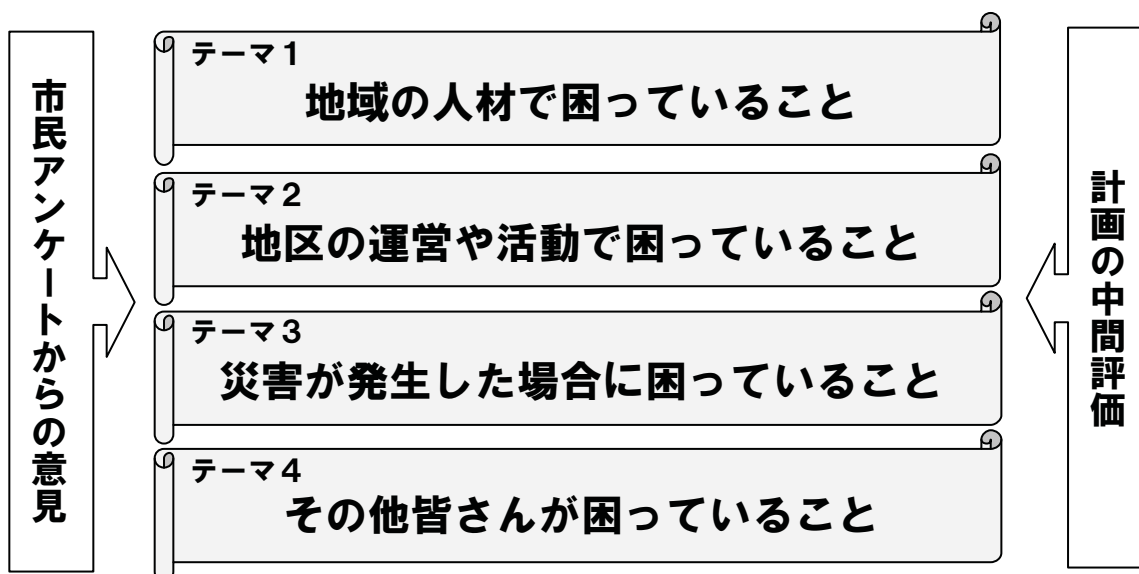 市民アンケートからの意見
テーマ1
地域の人材で困っていること
テーマ2
地区の運営や活動で困っていること
テーマ3
災害が発生した場合に困っていること
テーマ4
その他皆さんが困っていること
計画の中間評価